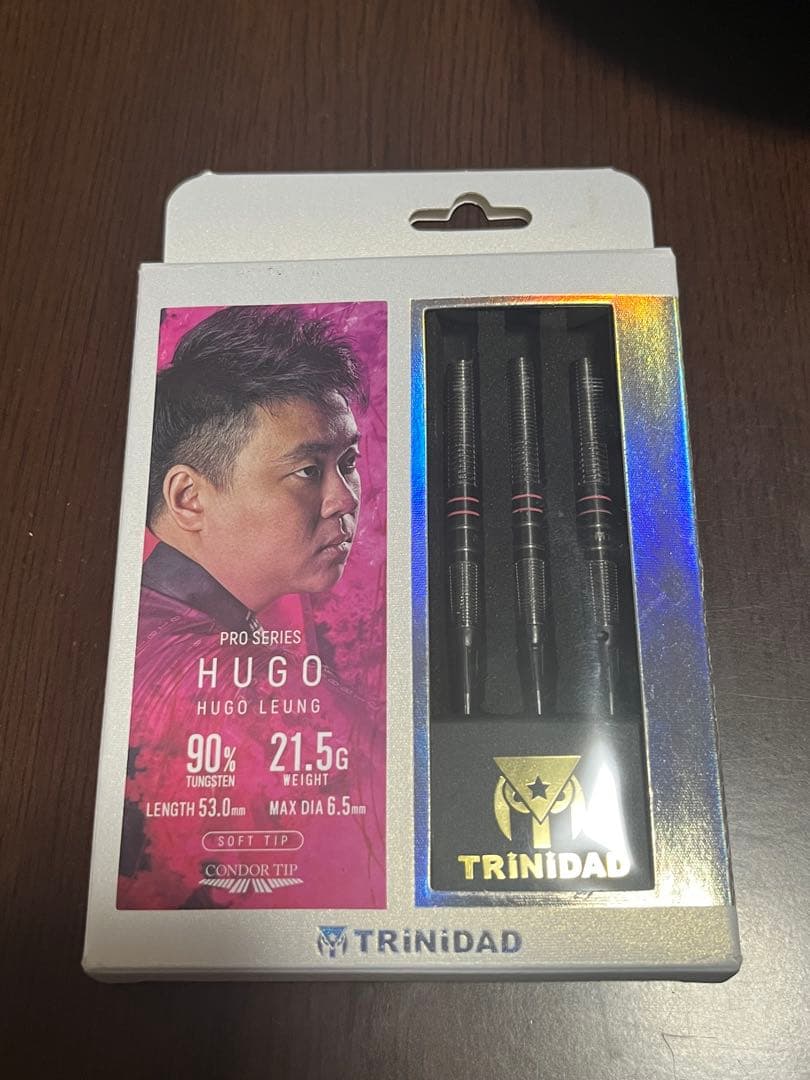 PRO SERIES
HUGO
HUGO LEUNG
90% 21.5G
TUNGSTEN WEIGHT
LENGTH 53.0mm MAX DIA 6.5mm
SOFT TIP
CONDOR TIP
TRiNiDAD
TRiNiDAD